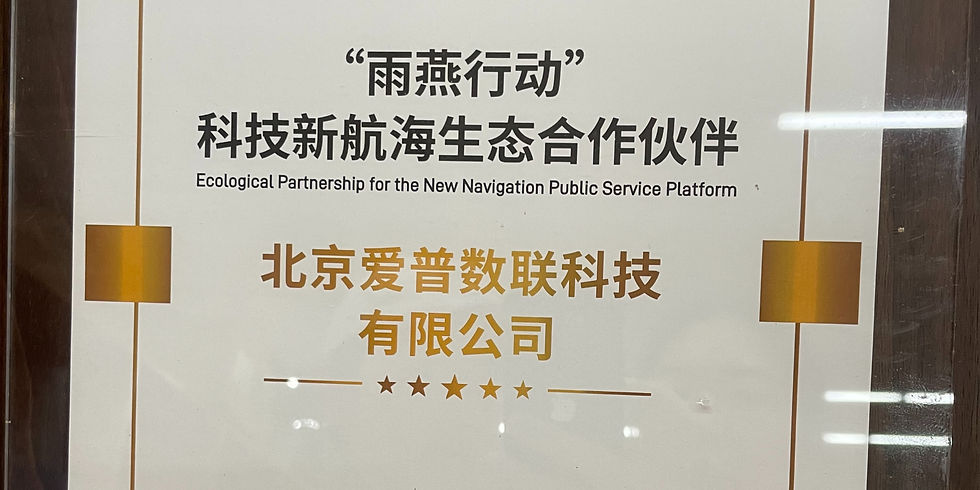 “雨燕行动”
科技新航海生态合作伙伴
Ecological Partnership for the New Navigation Public Service Platform
北京爱普数联科技
有限公司